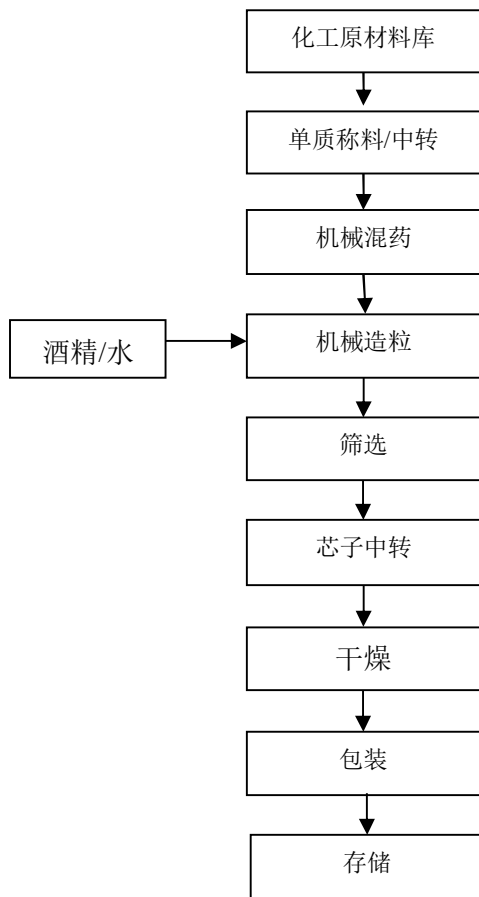 化工原材料库
单质称料/中转
机械混药
酒精/水
机械造粒
筛选
芯子中转
干燥
包装
存储